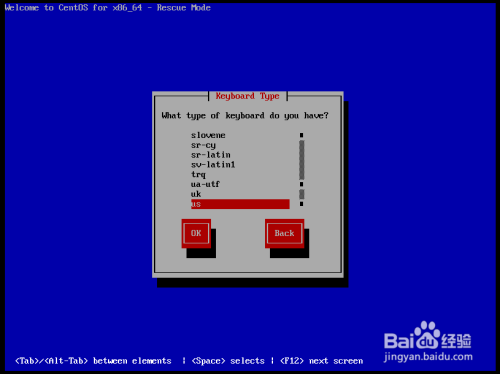 Welcome to CentOS for x86_64 - Rescue Mode
Keyboard Type
What type of keyboard do you have?
slovene
sr-cy
sr-latin
sv-latin1
trq
ua-utf
uk
us
OK
Back
Bai 经验
jingyan.baidu.com
<Tab>/<Alt-Tab> between elements | <Space> selects | <F12> next screen